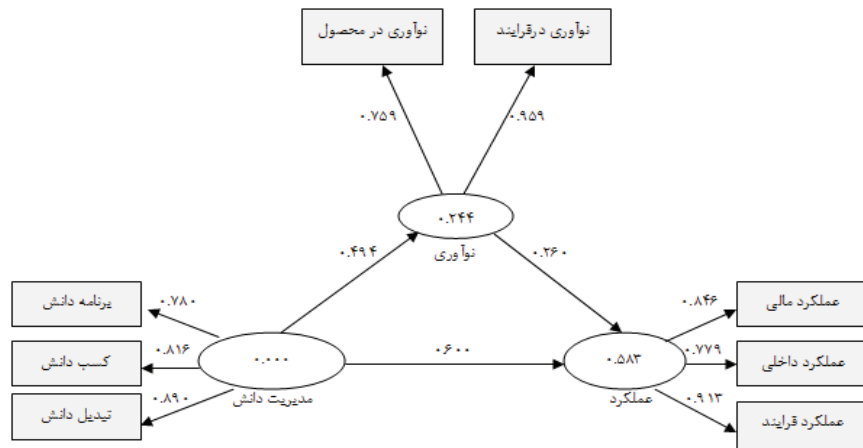 نوآوری در محصول
نوآوری درفرایند
۰.۷۵۹
۰.۹۵۹
۰.۲۴۴
نوآوری
۰.۴۹۴
۰.۲۶۰
برنامه دانش
۰.۷۸۰
۰.۸۴۶
عملکرد مالی
کسب دانش
۰.۸۱۶
۰.۰۰۰
۰.۶۰۰
۰.۵۸۳
۰.۷۷۹
عملکرد داخلی
تبدیل دانش
۰.۸۹۰
مدیریت دانش
عملکرد
۰.۹۱۳
عملکرد فرایند